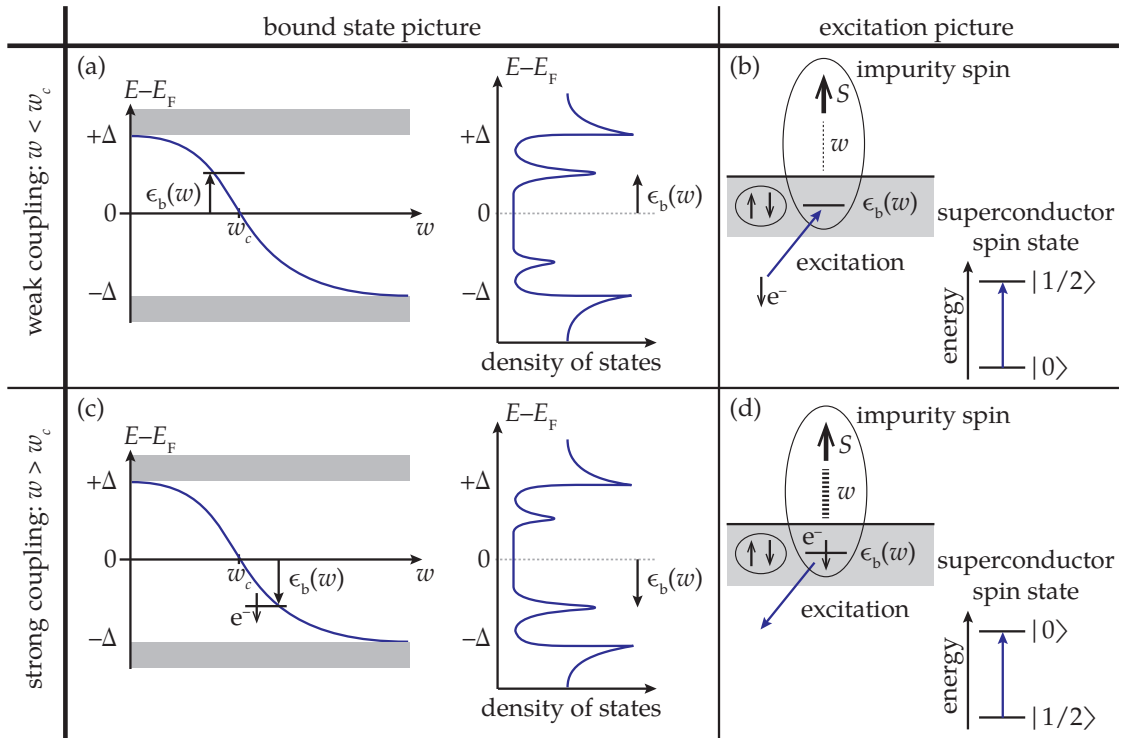 bound state picture
excitation picture
weak coupling: w < w_c
(a)
E–E_F
+Δ
ϵ_b(w)
0
w_c
w
−Δ
E–E_F
+Δ
ϵ_b(w)
0
−Δ
density of states
(b)
impurity spin
S
w
ϵ_b(w)
excitation
e⁻
superconductor
spin state
energy
|1/2⟩
|0⟩
strong coupling: w > w_c
(c)
E–E_F
+Δ
0
w_c
w
ϵ_b(w)
e⁻
−Δ
E–E_F
+Δ
0
ϵ_b(w)
−Δ
density of states
(d)
impurity spin
S
w
e⁻
ϵ_b(w)
excitation
superconductor
spin state
energy
|0⟩
|1/2⟩